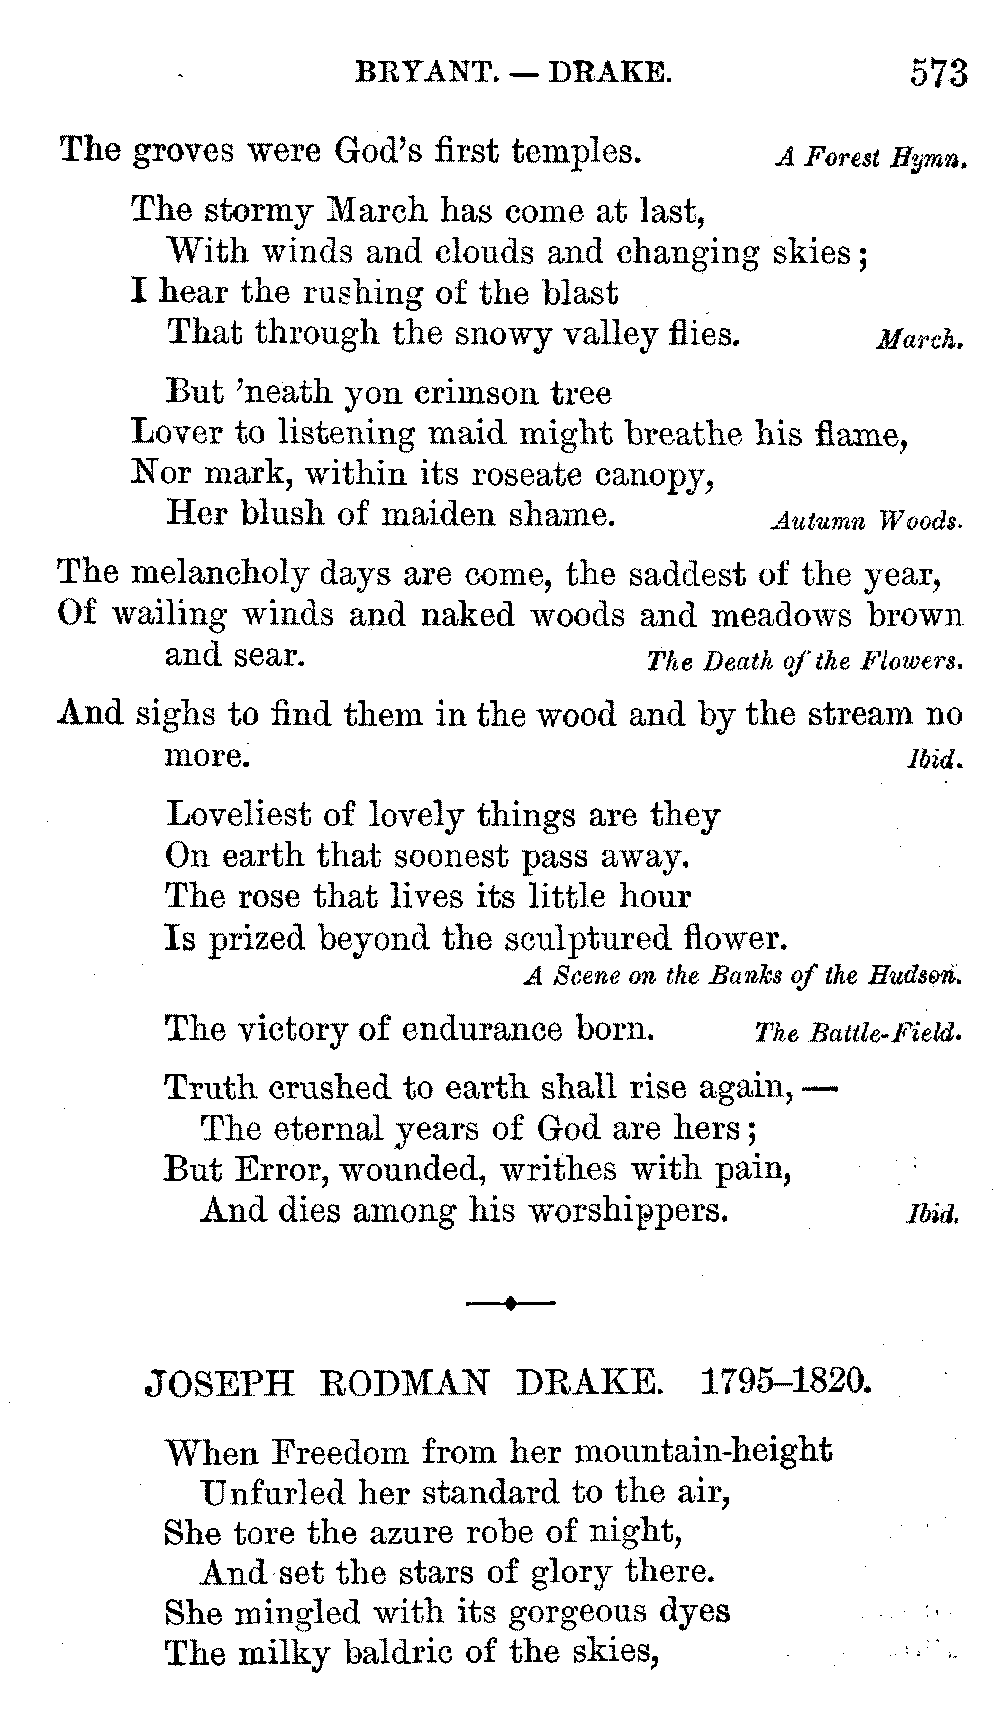 BRYANT. — DRAKE. 573
The groves were God's first temples. A Forest Hymn.
The stormy March has come at last,
With winds and clouds and changing skies;
I hear the rushing of the blast
That through the snowy valley flies. March.
But 'neath yon crimson tree
Lover to listening maid might breathe his flame,
Nor mark, within its roseate canopy,
Her blush of maiden shame. Autumn Woods.
The melancholy days are come, the saddest of the year,
Of wailing winds and naked woods and meadows brown
and sear. The Death of the Flowers.
And sighs to find them in the wood and by the stream no
more. Ibid.
Loveliest of lovely things are they
On earth that soonest pass away.
The rose that lives its little hour
Is prized beyond the sculptured flower.
A Scene on the Banks of the Hudson.
The victory of endurance born. The Battle-Field.
Truth crushed to earth shall rise again, —
The eternal years of God are hers;
But Error, wounded, writhes with pain,
And dies among his worshippers. Ibid.
JOSEPH RODMAN DRAKE. 1795–1820.
When Freedom from her mountain-height
Unfurled her standard to the air,
She tore the azure robe of night,
And set the stars of glory there.
She mingled with its gorgeous dyes
The milky baldric of the skies,